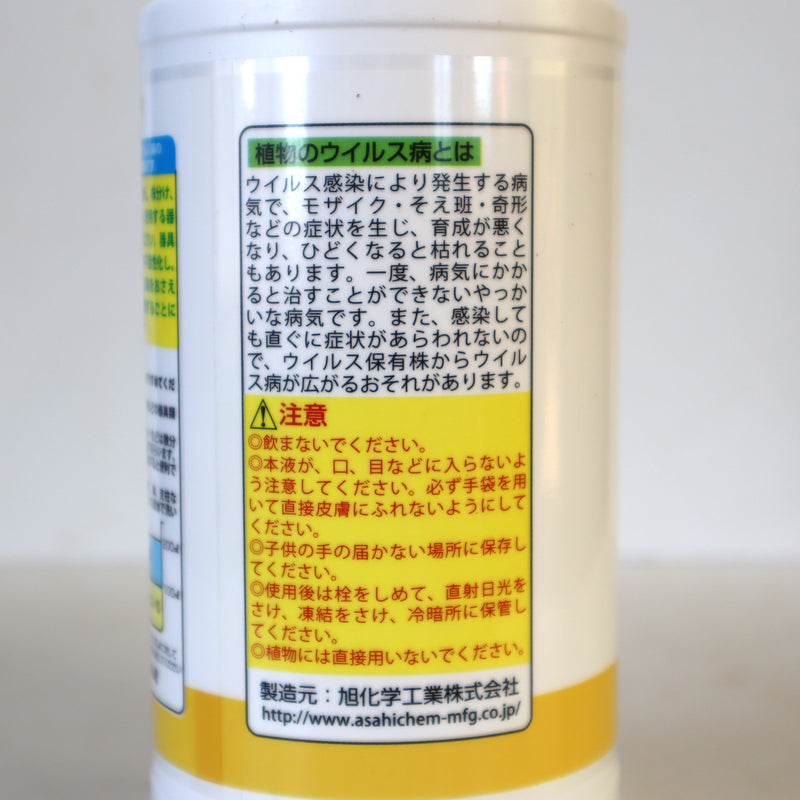 植物のウイルス病とは
ウイルス感染により発生する病
気で、モザイク・そえ班・奇形
などの症状を生じ、育成が悪く
なり、ひどくなると枯れること
もあります。一度、病気にかか
ると治すことができないやっか
いな病気です。また、感染して
も直ぐに症状があらわれないの
で、ウイルス保有株からウイル
ス病が広がるおそれがあります。
注意
◎飲まないでください。
◎本液が、口、目などに入らないよ
う注意してください。必ず手袋を用
いて直接皮膚にふれないようにして
ください。
◎子供の手の届かない場所に保存し
てください。
◎使用後は栓をしめて、直射日光を
さけ、凍結をさけ、冷暗所に保管し
てください。
◎植物には直接用いないでください。
製造元：旭化学工業株式会社
http://www.asahichem-mfg.co.jp/